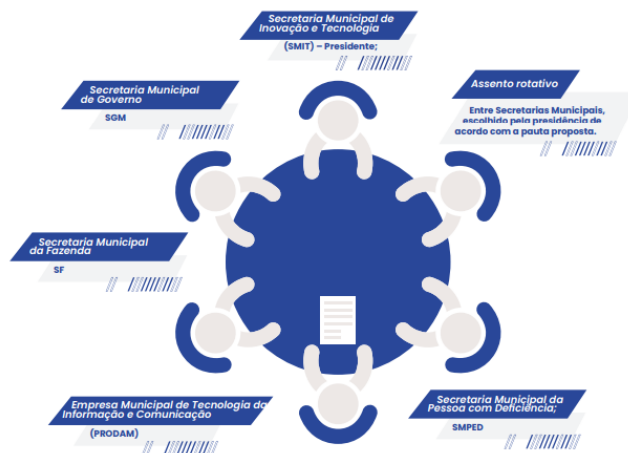 Secretaria Municipal de
Inovação e Tecnologia
(SMIT) – Presidente;
Secretaria Municipal
de Governo
SGM
Assento rotativo
Entre Secretarias Municipais,
escolhido pela presidência de
acordo com a pauta proposta.
Secretaria Municipal
da Fazenda
SF
Empresa Municipal de Tecnologia da
Informação e Comunicação
(PRODAM)
Secretaria Municipal da
Pessoa com Deficiência;
SMPED